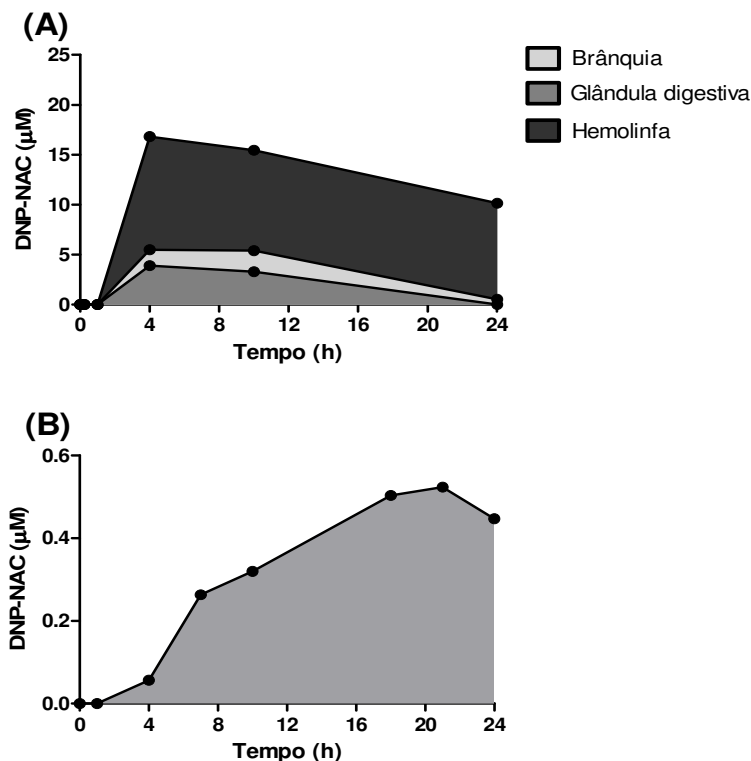 (A)
DNP-NAC (µM)
25
20
15
10
5
0
0 4 8 12 16 20 24
Tempo (h)
Brânquia
Glândula digestiva
Hemolinfa
(B)
DNP-NAC (µM)
0.6
0.4
0.2
0.0
0 4 8 12 16 20 24
Tempo (h)